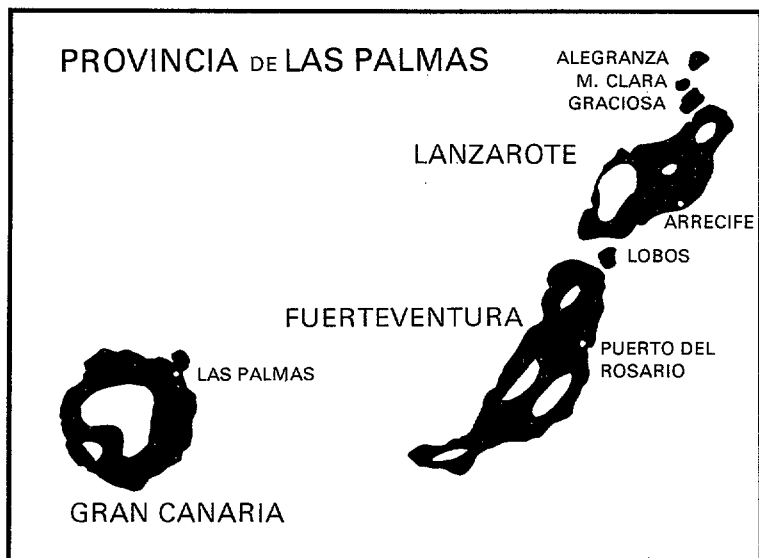 PROVINCIA DE LAS PALMAS
ALEGRANZA
M. CLARA
GRACIOSA
LANZAROTE
ARRECIFE
LOBOS
FUERTEVENTURA
PUERTO DEL
ROSARIO
LAS PALMAS
GRAN CANARIA